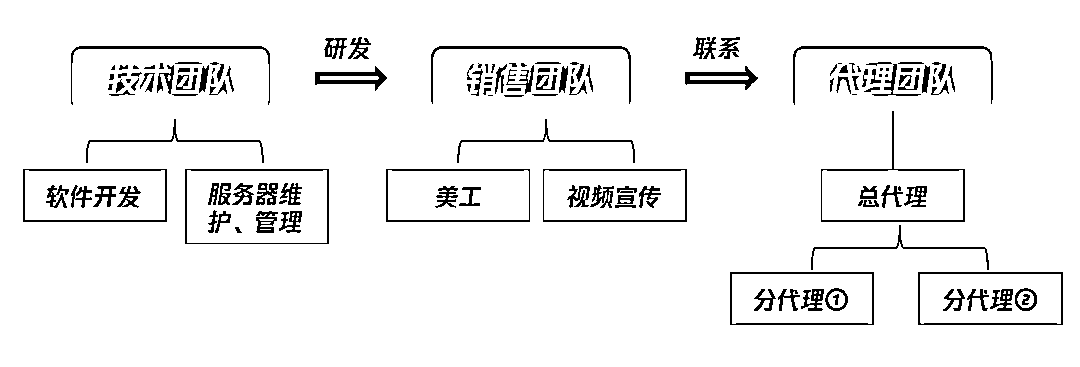 技术团队
研发
销售团队
联系
代理团队
软件开发
服务器维
护、管理
美工
视频宣传
总代理
分代理①
分代理②